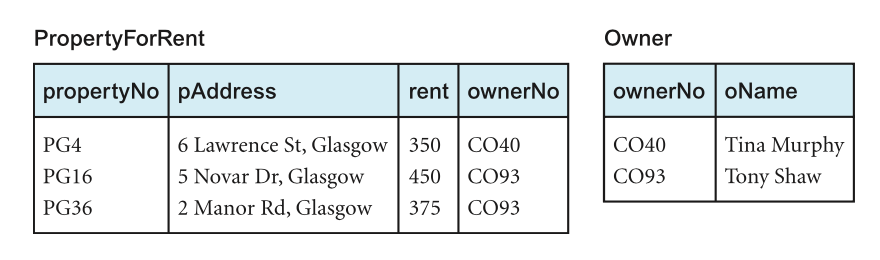 PropertyForRent
propertyNo pAddress rent ownerNo
PG4 6 Lawrence St, Glasgow 350 CO40
PG16 5 Novar Dr, Glasgow 450 CO93
PG36 2 Manor Rd, Glasgow 375 CO93
Owner
ownerNo oName
CO40 Tina Murphy
CO93 Tony Shaw